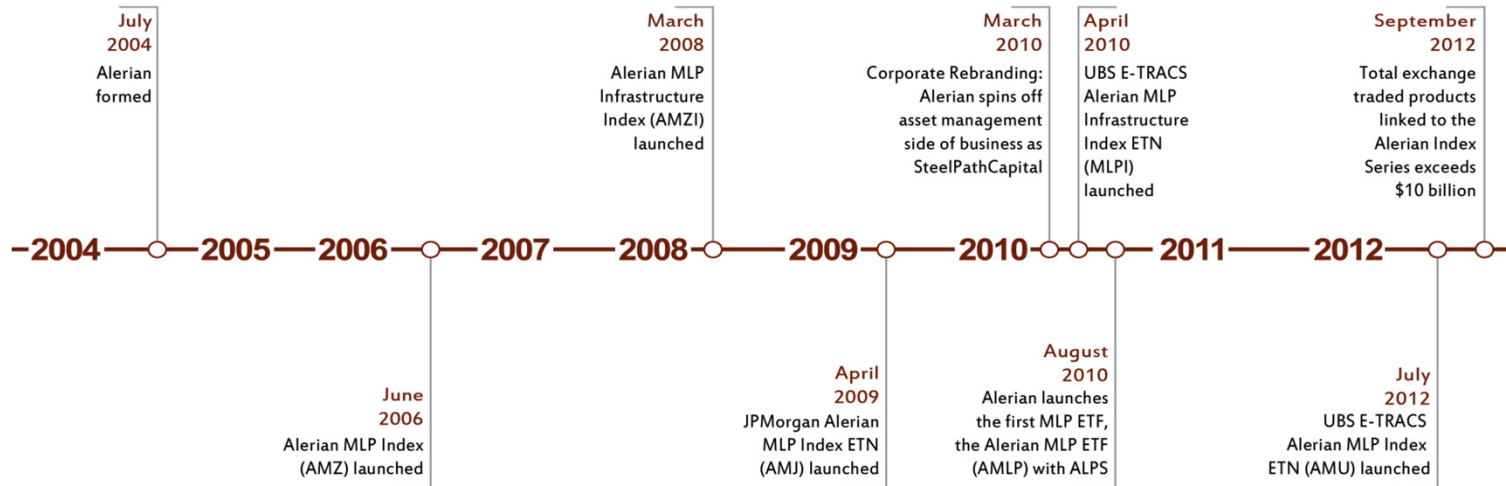 July
2004
Alerian
formed
March
2008
Alerian MLP
Infrastructure
Index (AMZI)
launched
March
2010
Corporate Rebranding:
Alerian spins off
asset management
side of business as
SteelPathCapital
April
2010
UBS E-TRACS
Alerian MLP
Infrastructure
Index ETN
(MLPI)
launched
September
2012
Total exchange
traded products
linked to the
Alerian Index
Series exceeds
$10 billion
2004 2005 2006 2007 2008 2009 2010 2011 2012
June
2006
Alerian MLP Index
(AMZ) launched
April
2009
JPMorgan Alerian
MLP Index ETN
(AMJ) launched
August
2010
Alerian launches
the first MLP ETF,
the Alerian MLP ETF
(AMLP) with ALPS
July
2012
UBS E-TRACS
Alerian MLP Index
ETN (AMU) launched